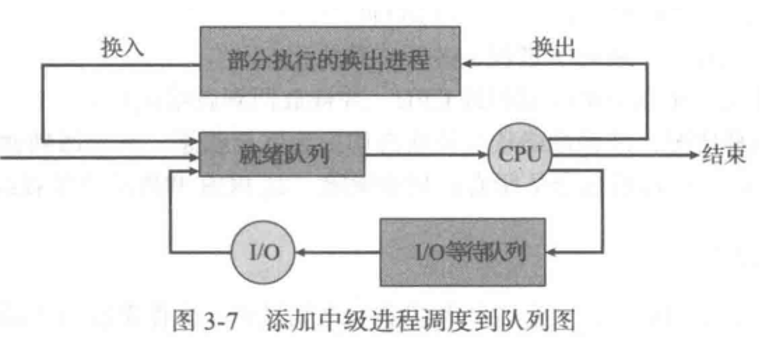 换入
部分执行的换出进程
换出
就绪队列
CPU
结束
I/O
I/O等待队列
图 3-7 添加中级进程调度到队列图